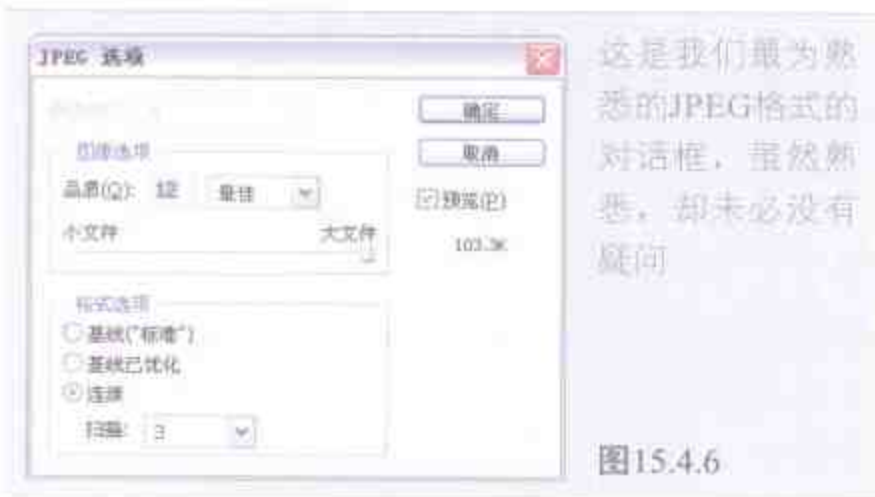 JPEG 选项
确定
图像选项
取消
品质(Q): 12 最佳
预览(P)
小文件 大文件
103.3K
格式选项
基线("标准")
基线已优化
连续
扫描: 3
这是我们最为熟
悉的JPEG格式的
对话框，虽然熟
悉，却未必没有
疑问
图15.4.6